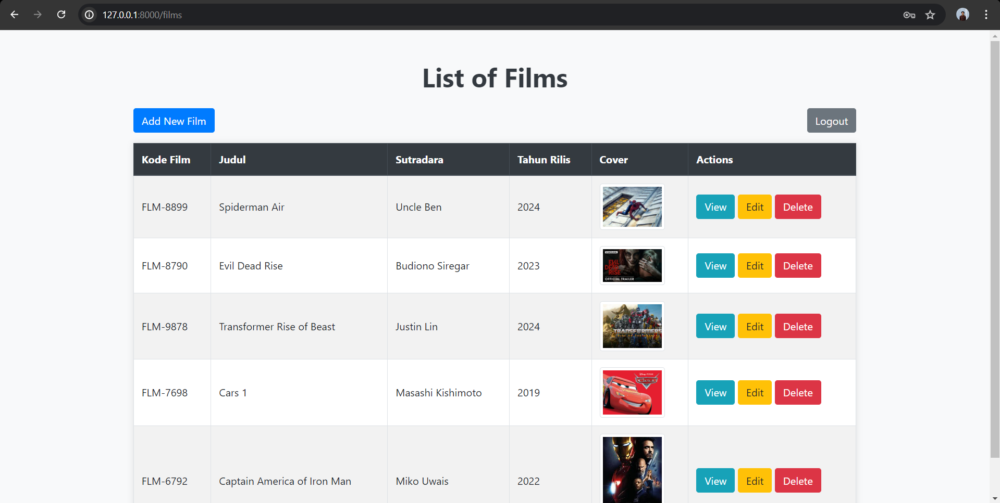 127.0.0.1:8000/films
List of Films
Add New Film
Logout
Kode Film Judul Sutradara Tahun Rilis Cover Actions
FLM-8899 Spiderman Air Uncle Ben 2024 View Edit Delete
FLM-8790 Evil Dead Rise Budiono Siregar 2023 View Edit Delete
EVIL
DEAD
RISE
OFFICIAL TRAILER
FLM-9878 Transformer Rise of Beast Justin Lin 2024 View Edit Delete
TRANSFORMERS
FLM-7698 Cars 1 Masashi Kishimoto 2019 View Edit Delete
Disney PIXAR
Cars
FLM-6792 Captain America of Iron Man Miko Uwais 2022 View Edit Delete